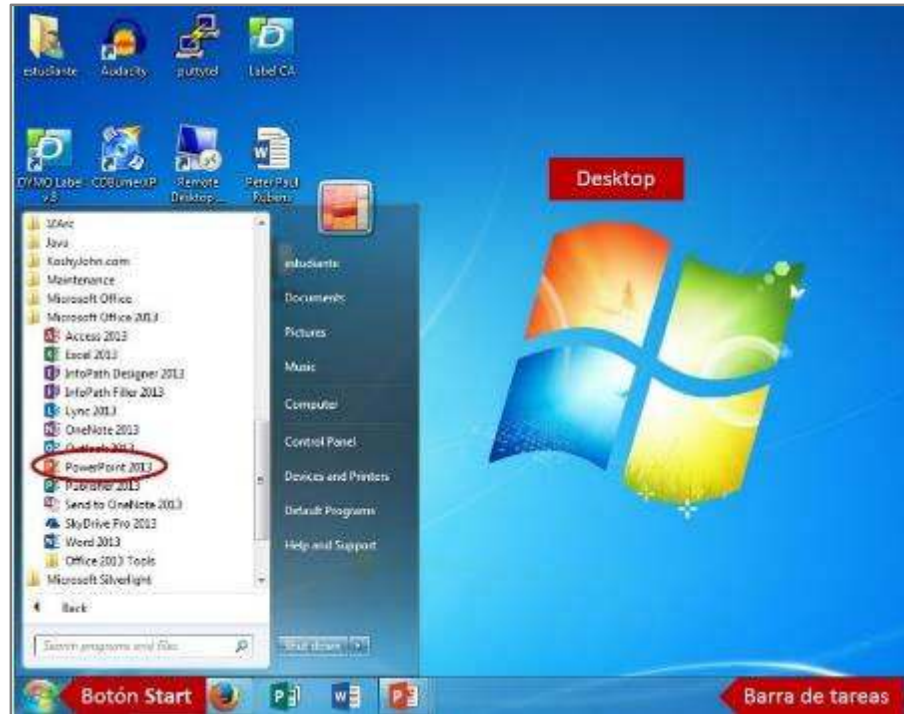 estudiante
Audacity
puttytel
Label CA
DYMO Label v.8
CDBurnerXP
Remote Desktop ...
Peter Paul Rubens
Desktop
Java
KoshyJohn.com
Maintenance
Microsoft Office
Microsoft Office 2013
Access 2013
Excel 2013
InfoPath Designer 2013
InfoPath Filler 2013
Lync 2013
OneNote 2013
Outlook 2013
PowerPoint 2013
Publisher 2013
Send to OneNote 2013
SkyDrive Pro 2013
Word 2013
Office 2013 Tools
Microsoft Silverlight
Back
Search programs and files
estudiante
Documents
Pictures
Music
Computer
Control Panel
Devices and Printers
Default Programs
Help and Support
Shut down
Botón Start
Barra de tareas